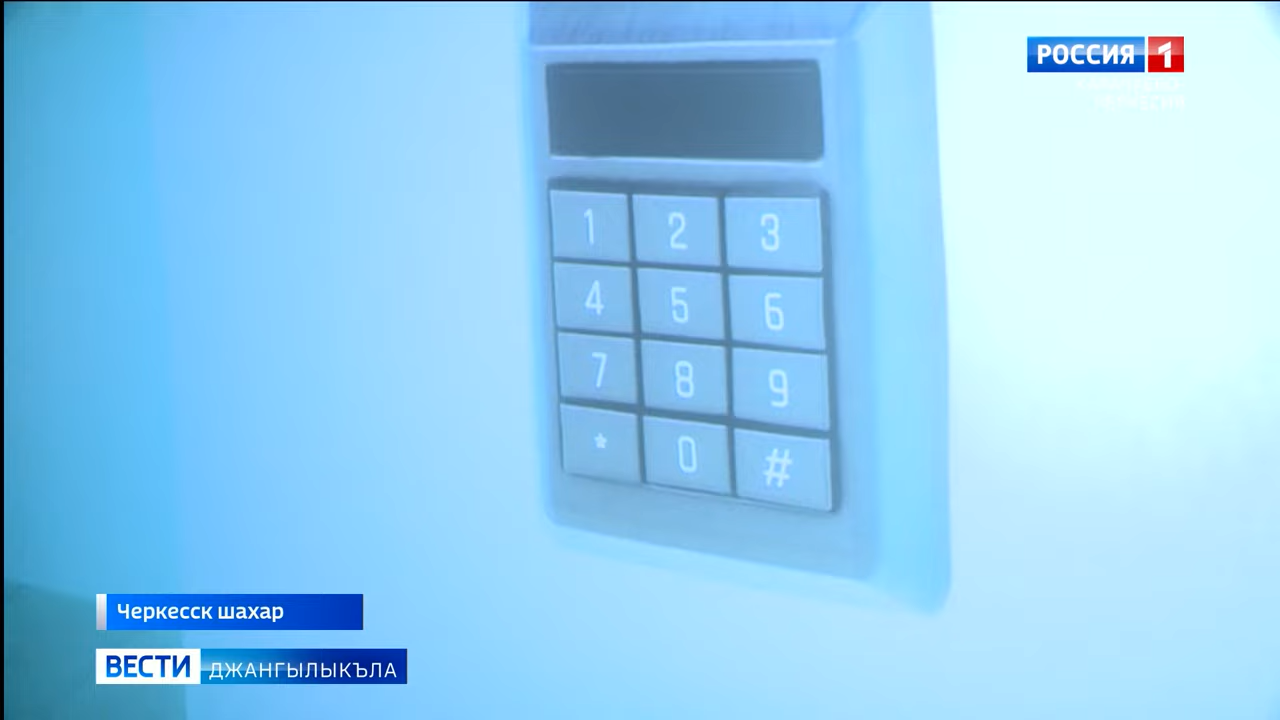 РОССИЯ 1
1 2 3
4 5 6
7 8 9
* 0 #
Черкесск шахар
ВЕСТИ ДЖАНГЫЛЫКЪЛА